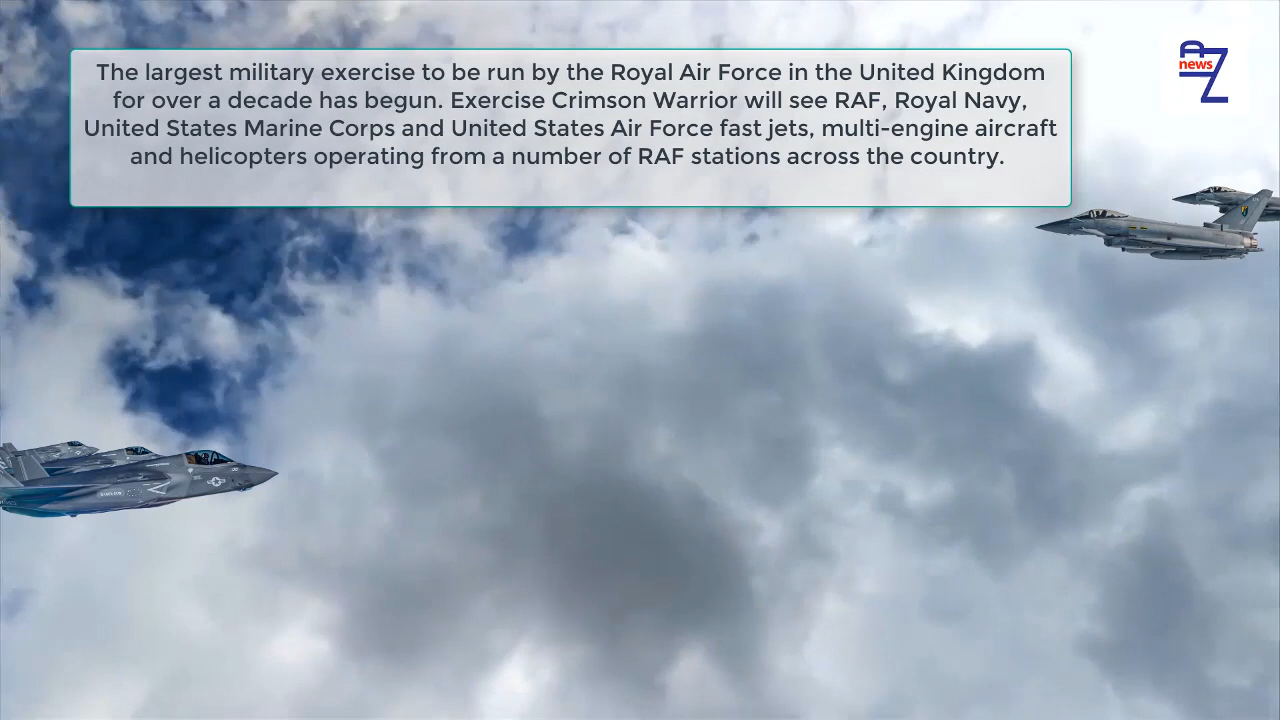 The largest military exercise to be run by the Royal Air Force in the United Kingdom
for over a decade has begun. Exercise Crimson Warrior will see RAF, Royal Navy,
United States Marine Corps and United States Air Force fast jets, multi-engine aircraft
and helicopters operating from a number of RAF stations across the country.
A
news
Z